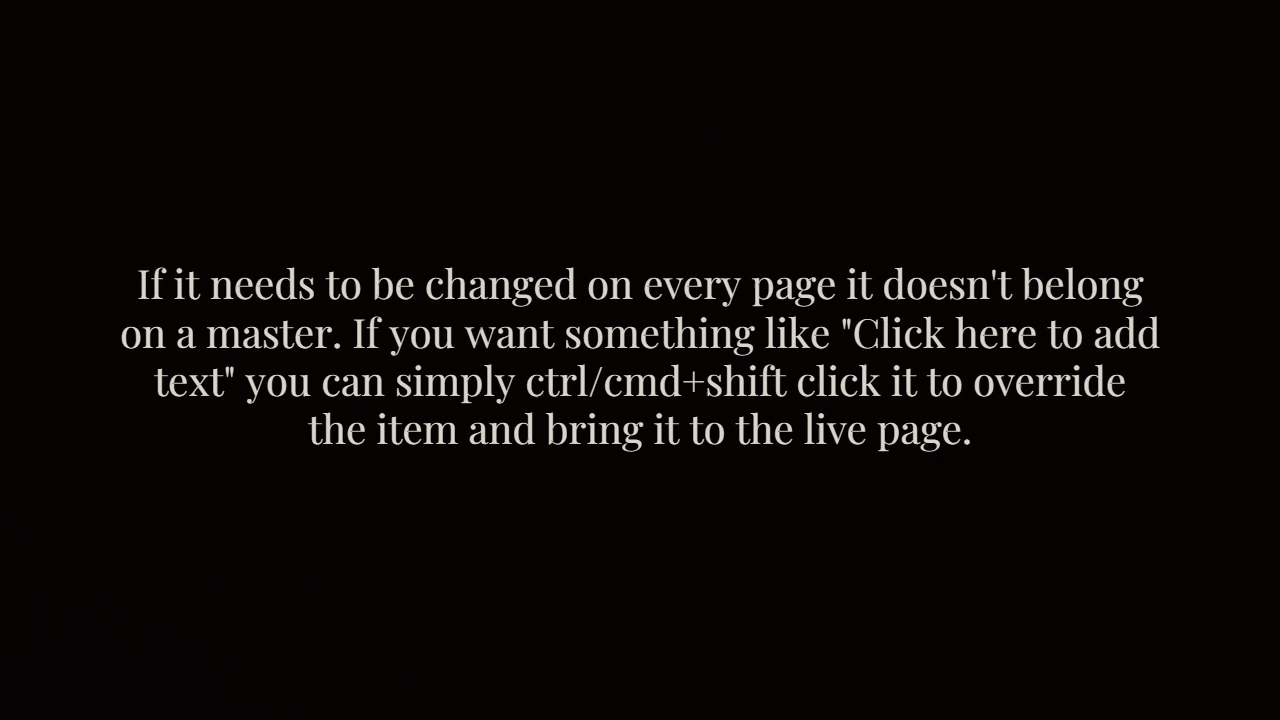 If it needs to be changed on every page it doesn't belong
on a master. If you want something like "Click here to add
text" you can simply ctrl/cmd+shift click it to override
the item and bring it to the live page.